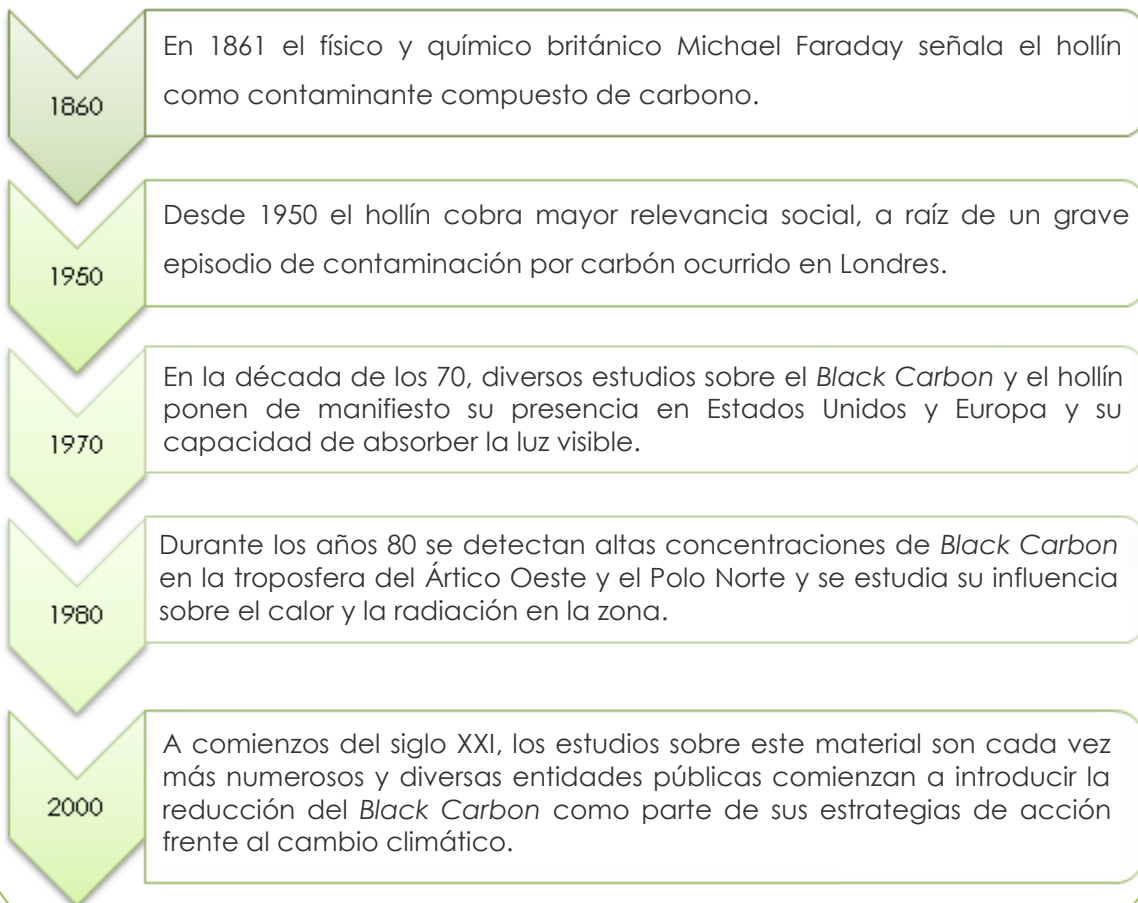 1860
En 1861 el físico y químico británico Michael Faraday señala el hollín
como contaminante compuesto de carbono.
1950
Desde 1950 el hollín cobra mayor relevancia social, a raíz de un grave
episodio de contaminación por carbón ocurrido en Londres.
1970
En la década de los 70, diversos estudios sobre el Black Carbon y el hollín
ponen de manifiesto su presencia en Estados Unidos y Europa y su
capacidad de absorber la luz visible.
1980
Durante los años 80 se detectan altas concentraciones de Black Carbon
en la troposfera del Ártico Oeste y el Polo Norte y se estudia su influencia
sobre el calor y la radiación en la zona.
2000
A comienzos del siglo XXI, los estudios sobre este material son cada vez
más numerosos y diversas entidades públicas comienzan a introducir la
reducción del Black Carbon como parte de sus estrategias de acción
frente al cambio climático.